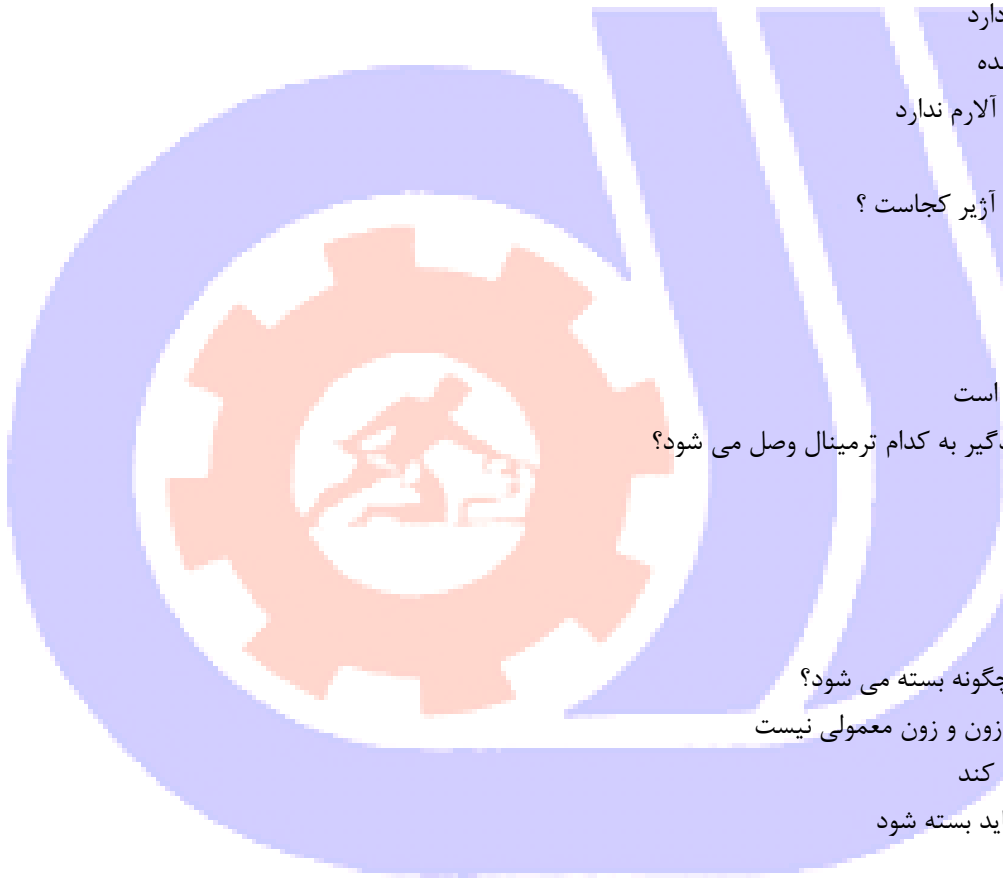 دارد
ده
آلارم ندارد
آژیر کجاست ؟
است
گیر به کدام ترمینال وصل می شود؟
چگونه بسته می شود؟
زون و زون معمولی نیست
کند
اید بسته شود